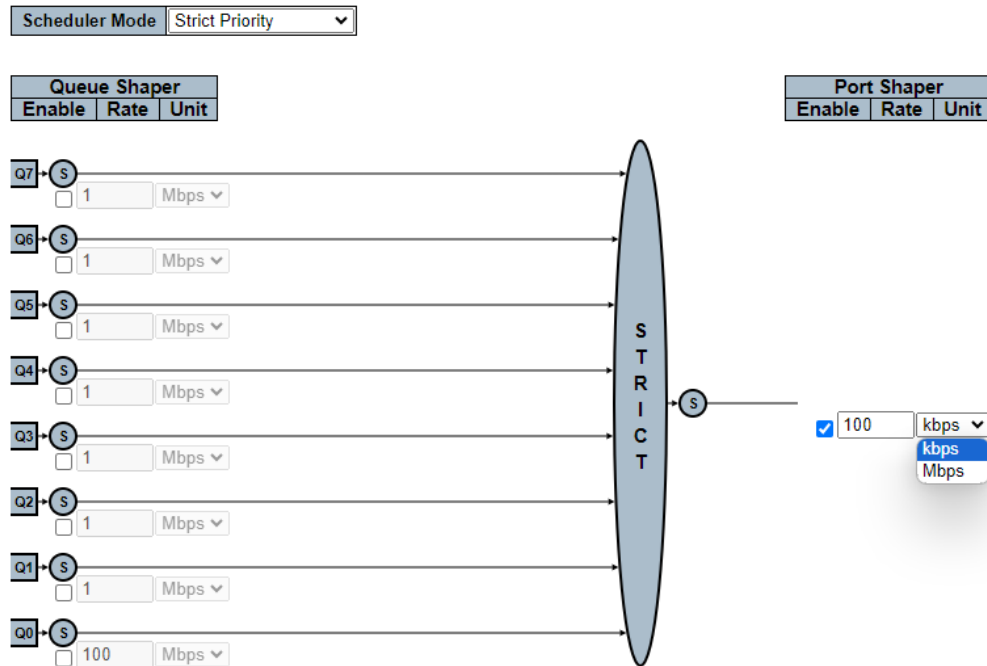 Scheduler Mode Strict Priority
Queue Shaper
Enable Rate Unit
Port Shaper
Enable Rate Unit
Q7 S
1 Mbps
Q6 S
1 Mbps
Q5 S
1 Mbps
Q4 S
1 Mbps
Q3 S
1 Mbps
Q2 S
1 Mbps
Q1 S
1 Mbps
Q0 S
100 Mbps
STRICT
S
100 kbps
kbps
Mbps